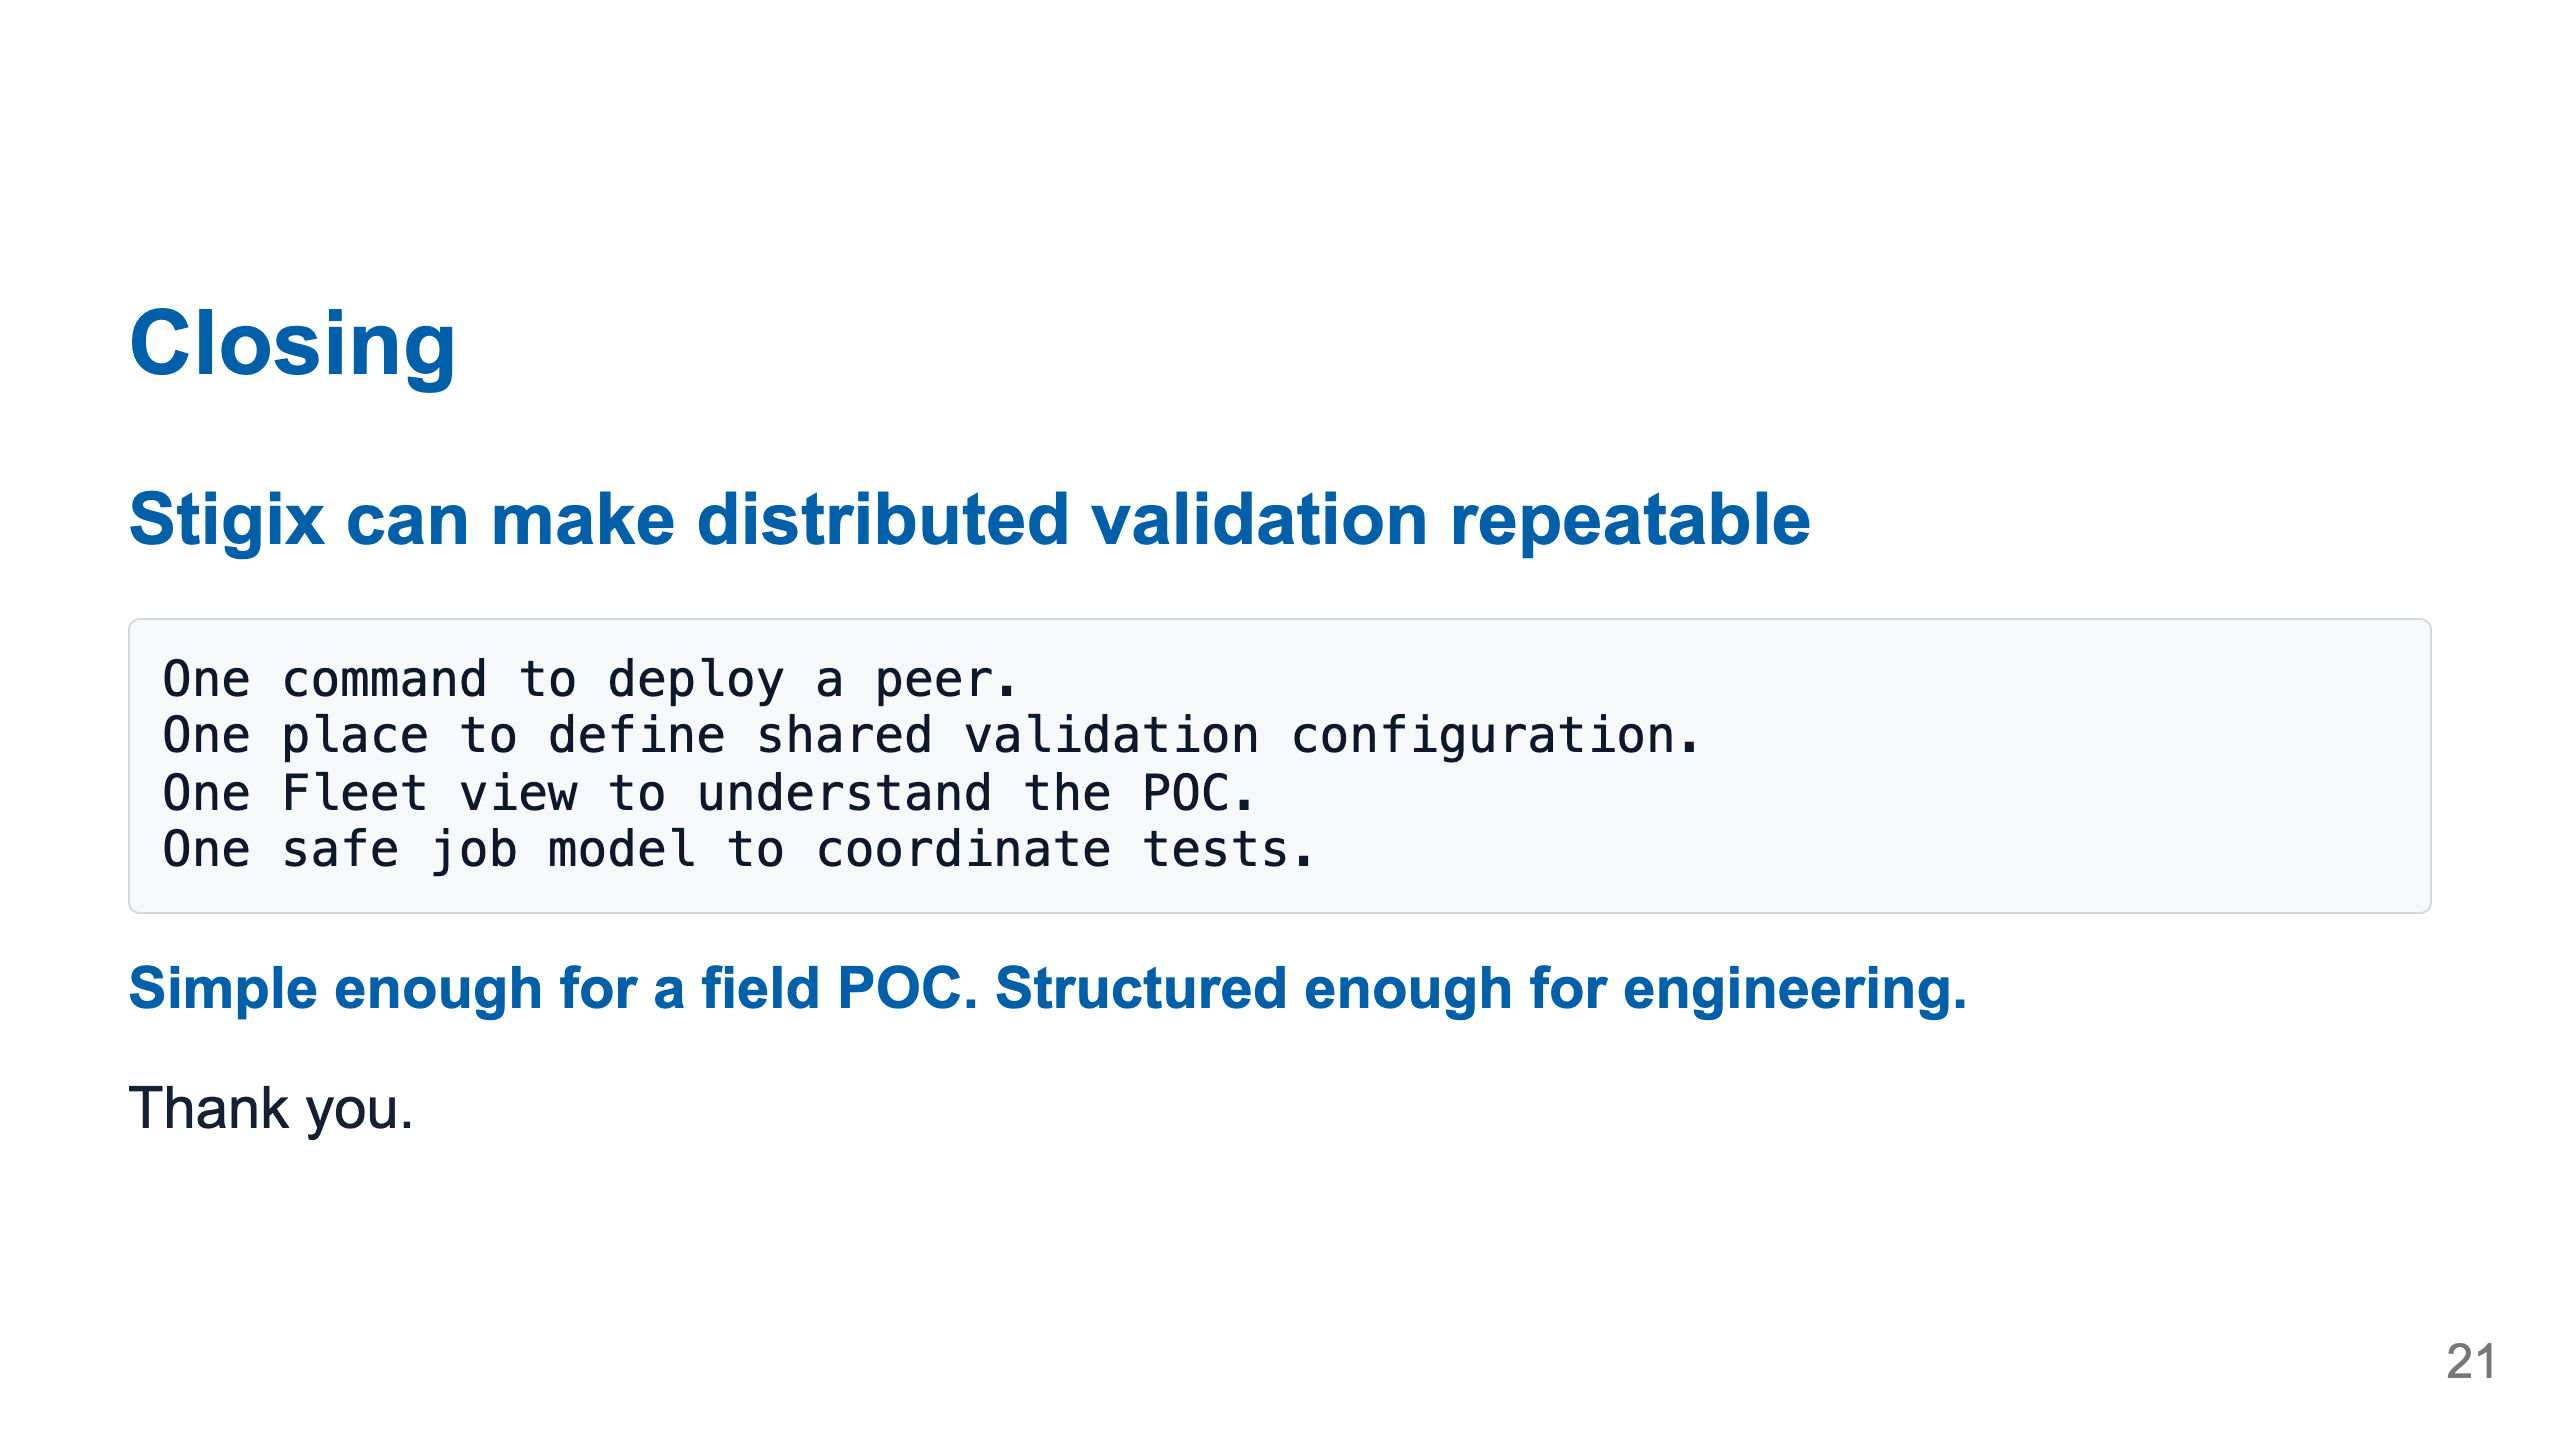 Closing
Stigix can make distributed validation repeatable
One command to deploy a peer.
One place to define shared validation configuration.
One Fleet view to understand the POC.
One safe job model to coordinate tests.
Simple enough for a field POC. Structured enough for engineering.
Thank you.
21